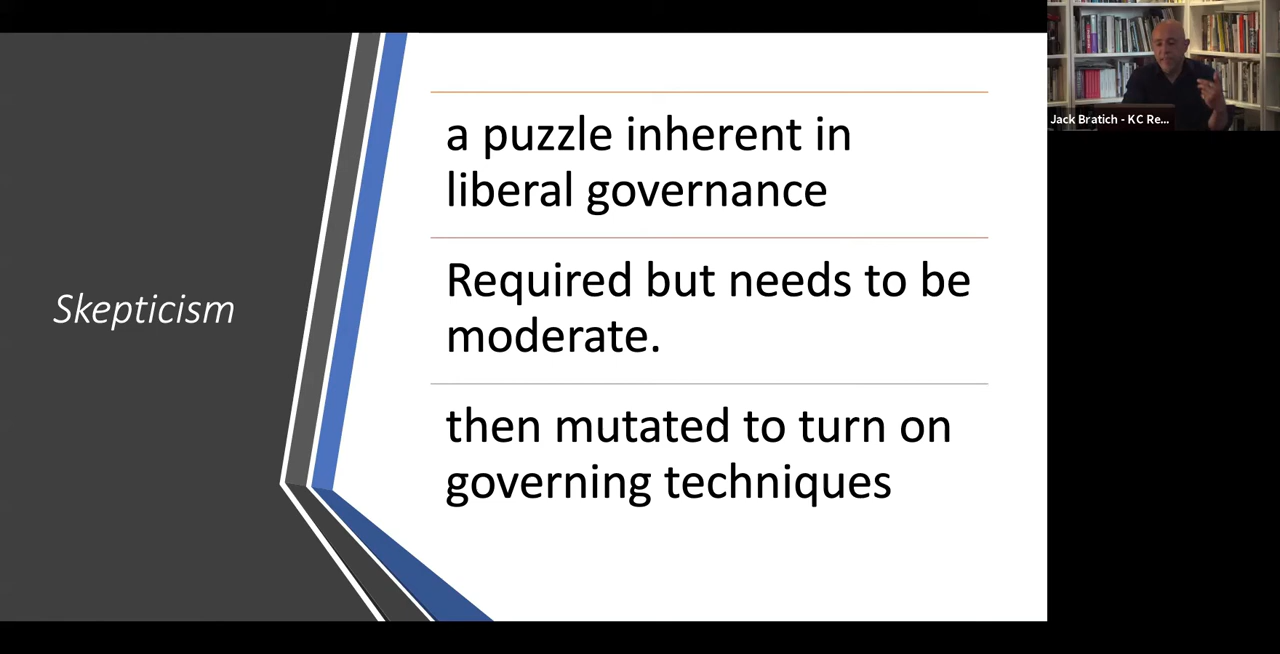 Skepticism
a puzzle inherent in
liberal governance
Required but needs to be
moderate.
then mutated to turn on
governing techniques
Jack Bratich - KC Re...